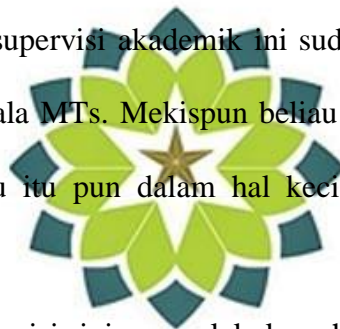 supervisi akademik ini sud
ala MTs. Mekispun beliau
u itu pun dalam hal keci